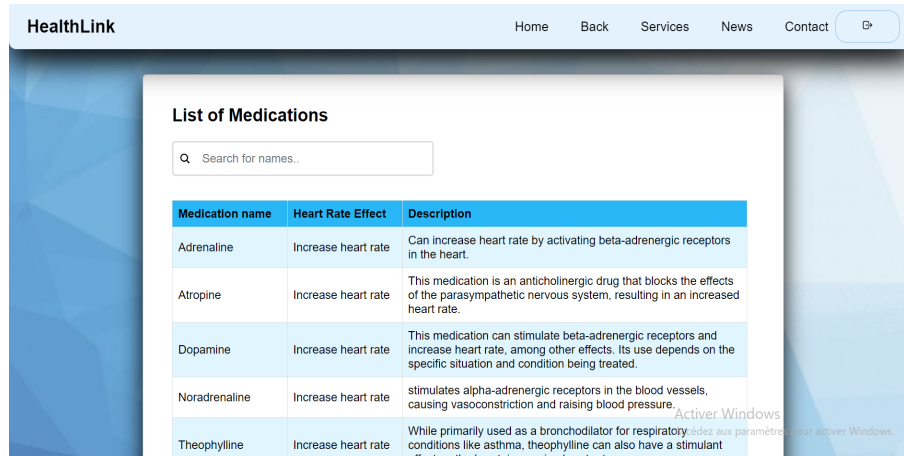 HealthLink
Home Back Services News Contact
List of Medications
Search for names..
Medication name Heart Rate Effect Description
Adrenaline Increase heart rate Can increase heart rate by activating beta-adrenergic receptors
in the heart.
Atropine Increase heart rate This medication is an anticholinergic drug that blocks the effects
of the parasympathetic nervous system, resulting in an increased
heart rate.
Dopamine Increase heart rate This medication can stimulate beta-adrenergic receptors and
increase heart rate, among other effects. Its use depends on the
specific situation and condition being treated.
Noradrenaline Increase heart rate stimulates alpha-adrenergic receptors in the blood vessels,
causing vasoconstriction and raising blood pressure.
Activer Windows
Theophylline Increase heart rate While primarily used as a bronchodilator for respiratory
conditions like asthma, theophylline can also have a stimulant
aux paramètres activer Windows.